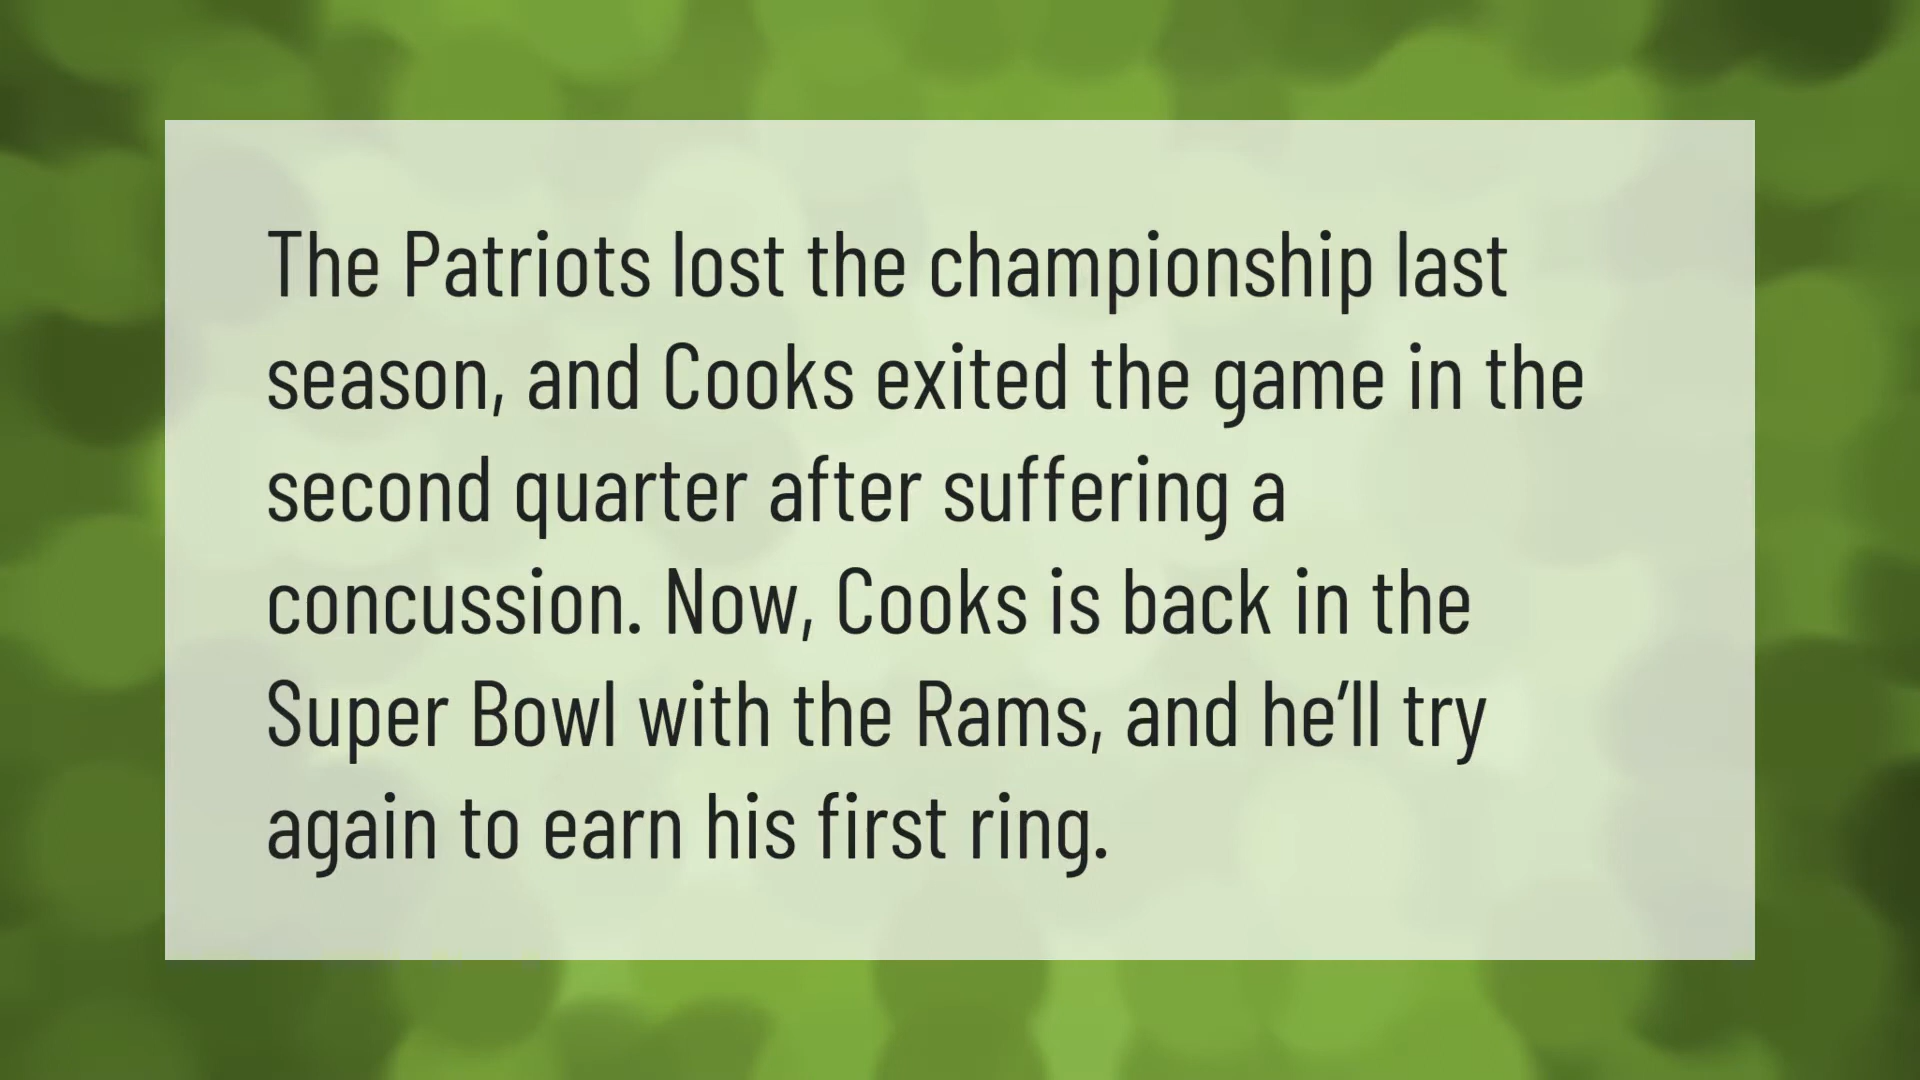 The Patriots lost the championship last
season, and Cooks exited the game in the
second quarter after suffering a
concussion. Now, Cooks is back in the
Super Bowl with the Rams, and he’ll try
again to earn his first ring.